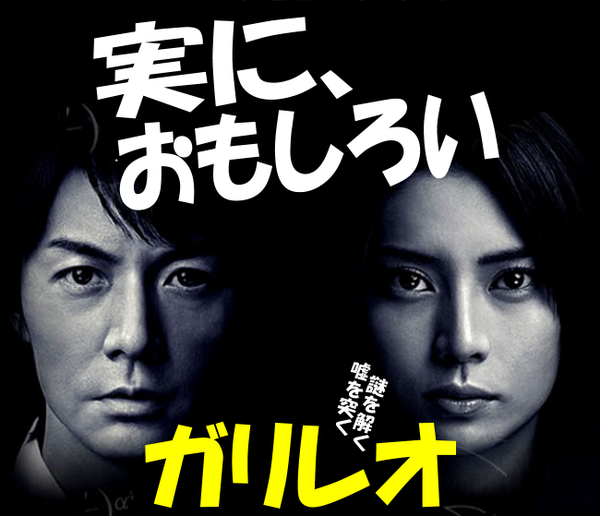 実に、
おもしろい
謎を解く
嘘を突く
ガリレオ